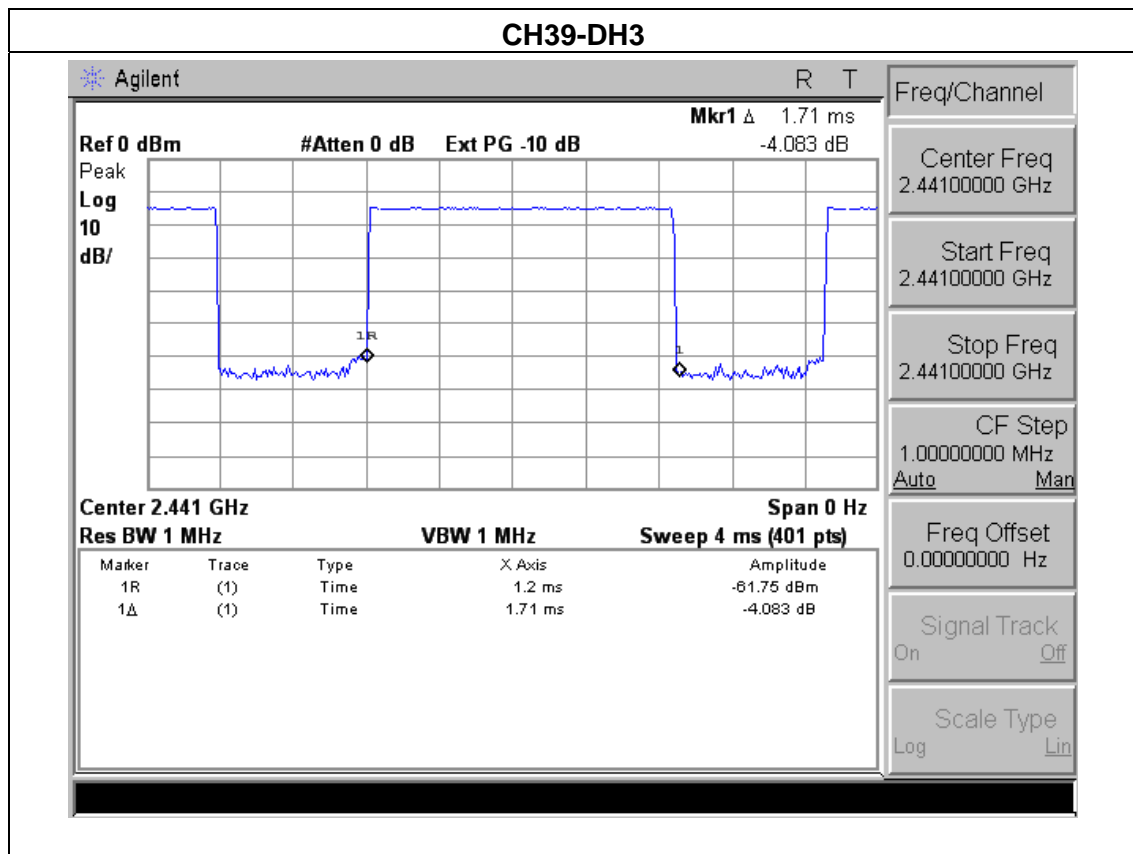 CH39-DH3
Agilent R T
Mkr1 Δ 1.71 ms
Ref 0 dBm #Atten 0 dB Ext PG -10 dB -4.083 dB
Peak
Log
10
dB/
1R
1
Center 2.441 GHz Span 0 Hz
Res BW 1 MHz VBW 1 MHz Sweep 4 ms (401 pts)
Marker Trace Type X Axis Amplitude
1R (1) Time 1.2 ms -61.75 dBm
1Δ (1) Time 1.71 ms -4.083 dB
Freq/Channel
Center Freq
2.44100000 GHz
Start Freq
2.44100000 GHz
Stop Freq
2.44100000 GHz
CF Step
1.00000000 MHz
Auto Man
Freq Offset
0.00000000 Hz
Signal Track
On Off
Scale Type
Log Lin